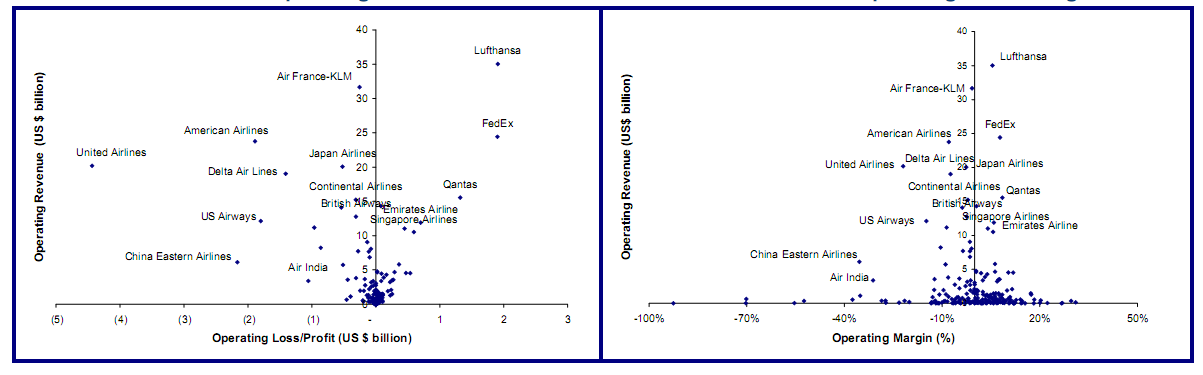 40
Lufthansa
35
Air France-KLM
30
25
FedEx
American Airlines
20
United Airlines
Japan Airlines
Delta Air Lines
Continental Airlines
Qantas
15
British Airways
Emirates Airline
US Airways
Singapore Airlines
10
China Eastern Airlines
Air India
5
0
(5) (4) (3) (2) (1) - 1 2 3
Operating Loss/Profit (US $ billion)
Operating Revenue (US $ billion)
40
Lufthansa
35
Air France-KLM
30
25
FedEx
American Airlines
20
United Airlines
Delta Air Lines
Japan Airlines
Continental Airlines
Qantas
15
British Airways
Singapore Airlines
US Airways
Emirates Airline
10
China Eastern Airlines
Air India
5
0
-100% -70% -40% -10% 20% 50%
Operating Margin (%)
Operating Revenue (US$ billion)